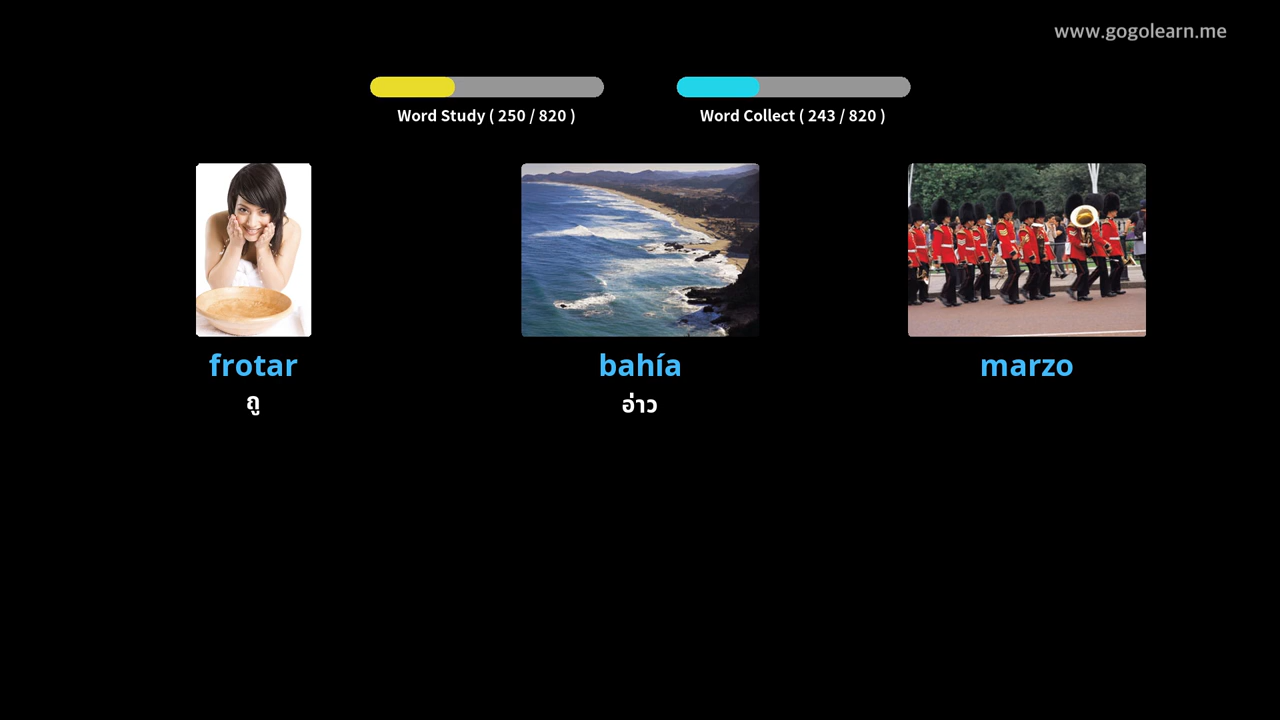 www.gogolearn.me
Word Study ( 250 / 820 )
Word Collect ( 243 / 820 )
frotar
ถู
bahía
อ่าว
marzo